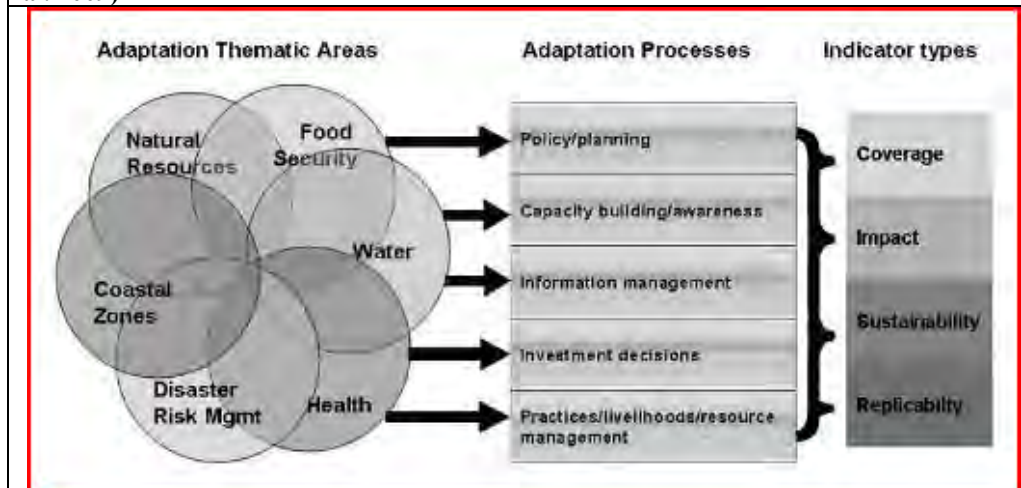 Adaptation Thematic Areas
Adaptation Processes
Indicator types
Natural
Resources
Food
Security
Water
Coastal
Zones
Disaster
Risk Mgmt
Health
Policy/planning
Capacity building/awareness
Information management
Investment decisions
Practices/livelihoods/resource
management
Coverage
Impact
Sustainability
Replicabilty